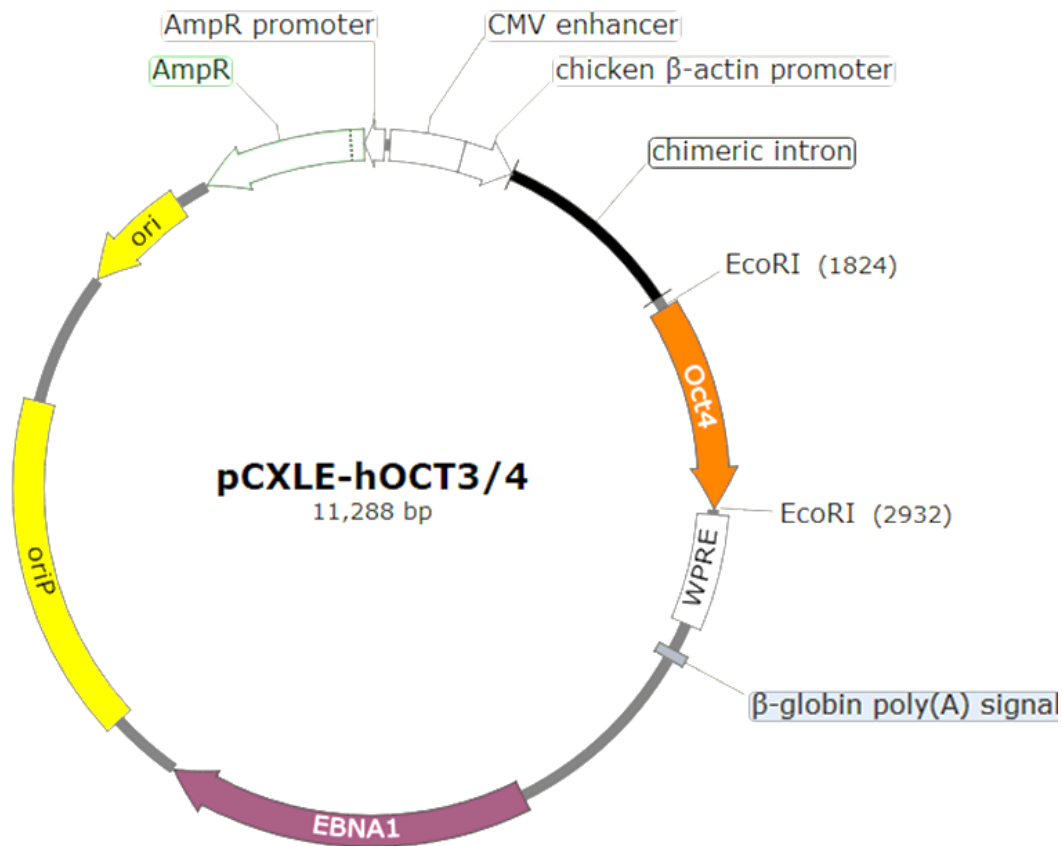 AmpR promoter
CMV enhancer
AmpR
chicken β-actin promoter
chimeric intron
ori
EcoRI (1824)
Oct4
pCXLE-hOCT3/4
11,288 bp
EcoRI (2932)
WPRE
oriP
β-globin poly(A) signal
EBNA1